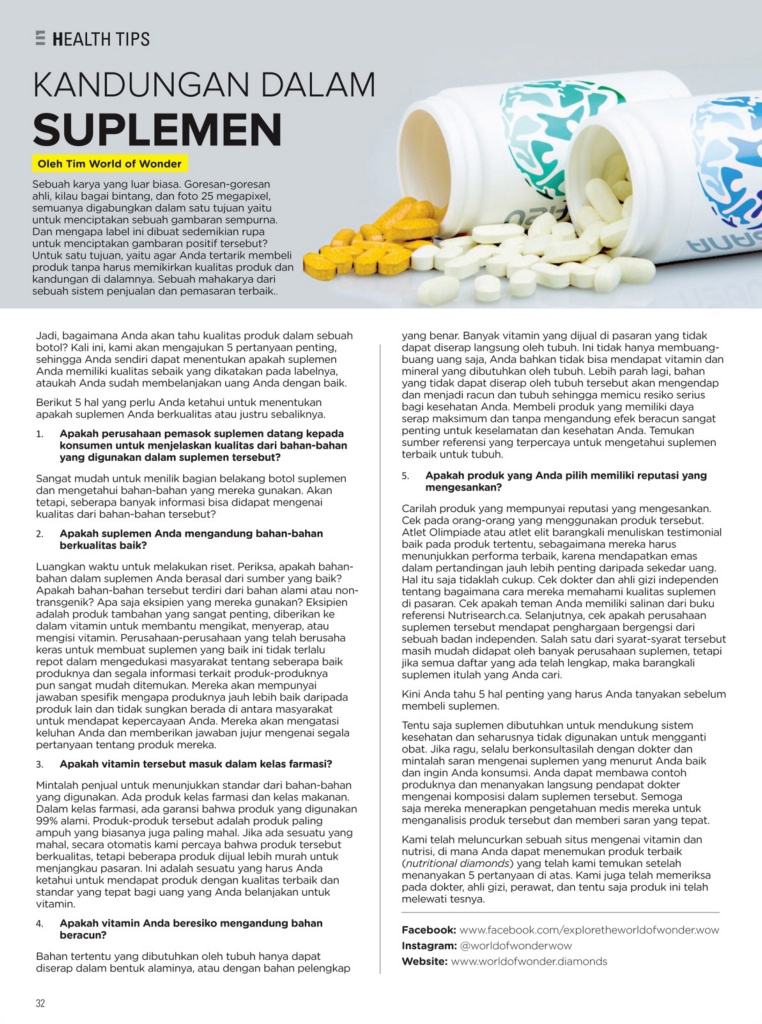 HEALTH TIPS
KANDUNGAN DALAM
SUPLEMEN
Oleh Tim World of Wonder
Sebuah karya yang luar biasa. Goresan-goresan
ahli, kilau bagai bintang, dan foto 25 megapixel,
semuanya digabungkan dalam satu tujuan yaitu
untuk menciptakan sebuah gambaran sempurna.
Dan mengapa label ini dibuat sedemikian rupa
untuk menciptakan gambaran positif tersebut?
Untuk satu tujuan, yaitu agar Anda tertarik membeli
produk tanpa harus memikirkan kualitas produk dan
kandungan di dalamnya. Sebuah mahakarya dari
sebuah sistem penjualan dan pemasaran terbaik..
Jadi, bagaimana Anda akan tahu kualitas produk dalam sebuah
botol? Kali ini, kami akan mengajukan 5 pertanyaan penting,
sehingga Anda sendiri dapat menentukan apakah suplemen
Anda memiliki kualitas sebaik yang dikatakan pada labelnya,
ataukah Anda sudah membelanjakan uang Anda dengan baik.
Berikut 5 hal yang perlu Anda ketahui untuk menentukan
apakah suplemen Anda berkualitas atau justru sebaliknya.
1. Apakah perusahaan pemasok suplemen datang kepada
konsumen untuk menjelaskan kualitas dari bahan-bahan
yang digunakan dalam suplemen tersebut?
Sangat mudah untuk menilik bagian belakang botol suplemen
dan mengetahui bahan-bahan yang mereka gunakan. Akan
tetapi, seberapa banyak informasi bisa didapat mengenai
kualitas dari bahan-bahan tersebut?
2. Apakah suplemen Anda mengandung bahan-bahan
berkualitas baik?
Luangkan waktu untuk melakukan riset. Periksa, apakah bahan-
bahan dalam suplemen Anda berasal dari sumber yang baik?
Apakah bahan-bahan tersebut terdiri dari bahan alami atau non-
transgenik? Apa saja eksipien yang mereka gunakan? Eksipien
adalah produk tambahan yang sangat penting, diberikan ke
dalam vitamin untuk membantu mengikat, menyerap, atau
mengisi vitamin. Perusahaan-perusahaan yang telah berusaha
keras untuk membuat suplemen yang baik ini tidak terlalu
repot dalam mengedukasi masyarakat tentang seberapa baik
produknya dan segala informasi terkait produk-produknya
pun sangat mudah ditemukan. Mereka akan mempunyai
jawaban spesifik mengapa produknya jauh lebih baik daripada
produk lain dan tidak sungkan berada di antara masyarakat
untuk mendapat kepercayaan Anda. Mereka akan mengatasi
keluhan Anda dan memberikan jawaban jujur mengenai segala
pertanyaan tentang produk mereka.
3. Apakah vitamin tersebut masuk dalam kelas farmasi?
Mintalah penjual untuk menunjukkan standar dari bahan-bahan
yang digunakan. Ada produk kelas farmasi dan kelas makanan.
Dalam kelas farmasi, ada garansi bahwa produk yang digunakan
99% alami. Produk-produk tersebut adalah produk paling
ampuh yang biasanya juga paling mahal. Jika ada sesuatu yang
mahal, secara otomatis kami percaya bahwa produk tersebut
berkualitas, tetapi beberapa produk dijual lebih murah untuk
menjangkau pasaran. Ini adalah sesuatu yang harus Anda
ketahui untuk mendapat produk dengan kualitas terbaik dan
standar yang tepat bagi uang yang Anda belanjakan untuk
vitamin.
4. Apakah vitamin Anda beresiko mengandung bahan
beracun?
Bahan tertentu yang dibutuhkan oleh tubuh hanya dapat
diserap dalam bentuk alaminya, atau dengan bahan pelengkap
yang benar. Banyak vitamin yang dijual di pasaran yang tidak
dapat diserap langsung oleh tubuh. Ini tidak hanya membuang-
buang uang saja, Anda bahkan tidak bisa mendapat vitamin dan
mineral yang dibutuhkan oleh tubuh. Lebih parah lagi, bahan
yang tidak dapat diserap oleh tubuh tersebut akan mengendap
dan menjadi racun dan tubuh sehingga memicu resiko serius
bagi kesehatan Anda. Membeli produk yang memiliki daya
serap maksimum dan tanpa mengandung efek beracun sangat
penting untuk keselamatan dan kesehatan Anda. Temukan
sumber referensi yang terpercaya untuk mengetahui suplemen
terbaik untuk tubuh.
5. Apakah produk yang Anda pilih memiliki reputasi yang
mengesankan?
Carilah produk yang mempunyai reputasi yang mengesankan.
Cek pada orang-orang yang menggunakan produk tersebut.
Atlet Olimpiade atau atlet elit barangkali menuliskan testimonial
baik pada produk tertentu, sebagaimana mereka harus
menunjukkan performa terbaik, karena mendapatkan emas
dalam pertandingan jauh lebih penting daripada sekedar uang.
Hal itu saja tidaklah cukup. Cek dokter dan ahli gizi independen
tentang bagaimana cara mereka memahami kualitas suplemen
di pasaran. Cek apakah teman Anda memiliki salinan dari buku
referensi Nutrisearch.ca. Selanjutnya, cek apakah perusahaan
suplemen tersebut mendapat penghargaan bergengsi dari
sebuah badan independen. Salah satu dari syarat-syarat tersebut
masih mudah didapat oleh banyak perusahaan suplemen, tetapi
jika semua daftar yang ada telah lengkap, maka barangkali
suplemen itulah yang Anda cari.
Kini Anda tahu 5 hal penting yang harus Anda tanyakan sebelum
membeli suplemen.
Tentu saja suplemen dibutuhkan untuk mendukung sistem
kesehatan dan seharusnya tidak digunakan untuk mengganti
obat. Jika ragu, selalu berkonsultasilah dengan dokter dan
mintalah saran mengenai suplemen yang menurut Anda baik
dan ingin Anda konsumsi. Anda dapat membawa contoh
produknya dan menanyakan langsung pendapat dokter
mengenai komposisi dalam suplemen tersebut. Semoga
saja mereka menerapkan pengetahuan medis mereka untuk
menganalisis produk tersebut dan memberi saran yang tepat.
Kami telah meluncurkan sebuah situs mengenai vitamin dan
nutrisi, di mana Anda dapat menemukan produk terbaik
(nutritional diamonds) yang telah kami temukan setelah
menanyakan 5 pertanyaan di atas. Kami juga telah memeriksa
pada dokter, ahli gizi, perawat, dan tentu saja produk ini telah
melewati tesnya.
Facebook: www.facebook.com/exploretheworldofwonder.wow
Instagram: @worldofwonderwow
Website: www.worldofwonder.diamonds
32